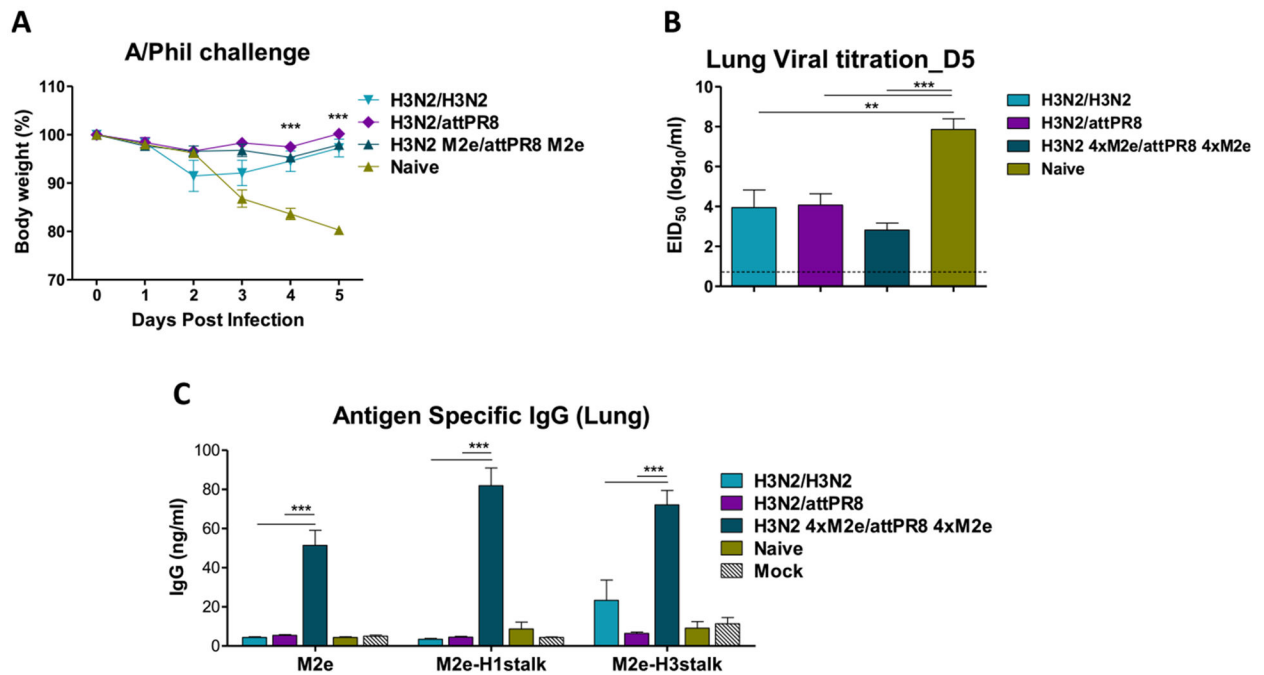 A
A/Phil challenge
Body weight (%)
110
100
90
80
70
0 1 2 3 4 5
Days Post Infection
***
***
H3N2/H3N2
H3N2/attPR8
H3N2 M2e/attPR8 M2e
Naive
B
Lung Viral titration_D5
EID50 (log10/ml)
10
8
6
4
2
0
***
**
H3N2/H3N2
H3N2/attPR8
H3N2 4xM2e/attPR8 4xM2e
Naive
C
Antigen Specific IgG (Lung)
IgG (ng/ml)
100
80
60
40
20
0
***
***
***
M2e M2e-H1stalk M2e-H3stalk
H3N2/H3N2
H3N2/attPR8
H3N2 4xM2e/attPR8 4xM2e
Naive
Mock